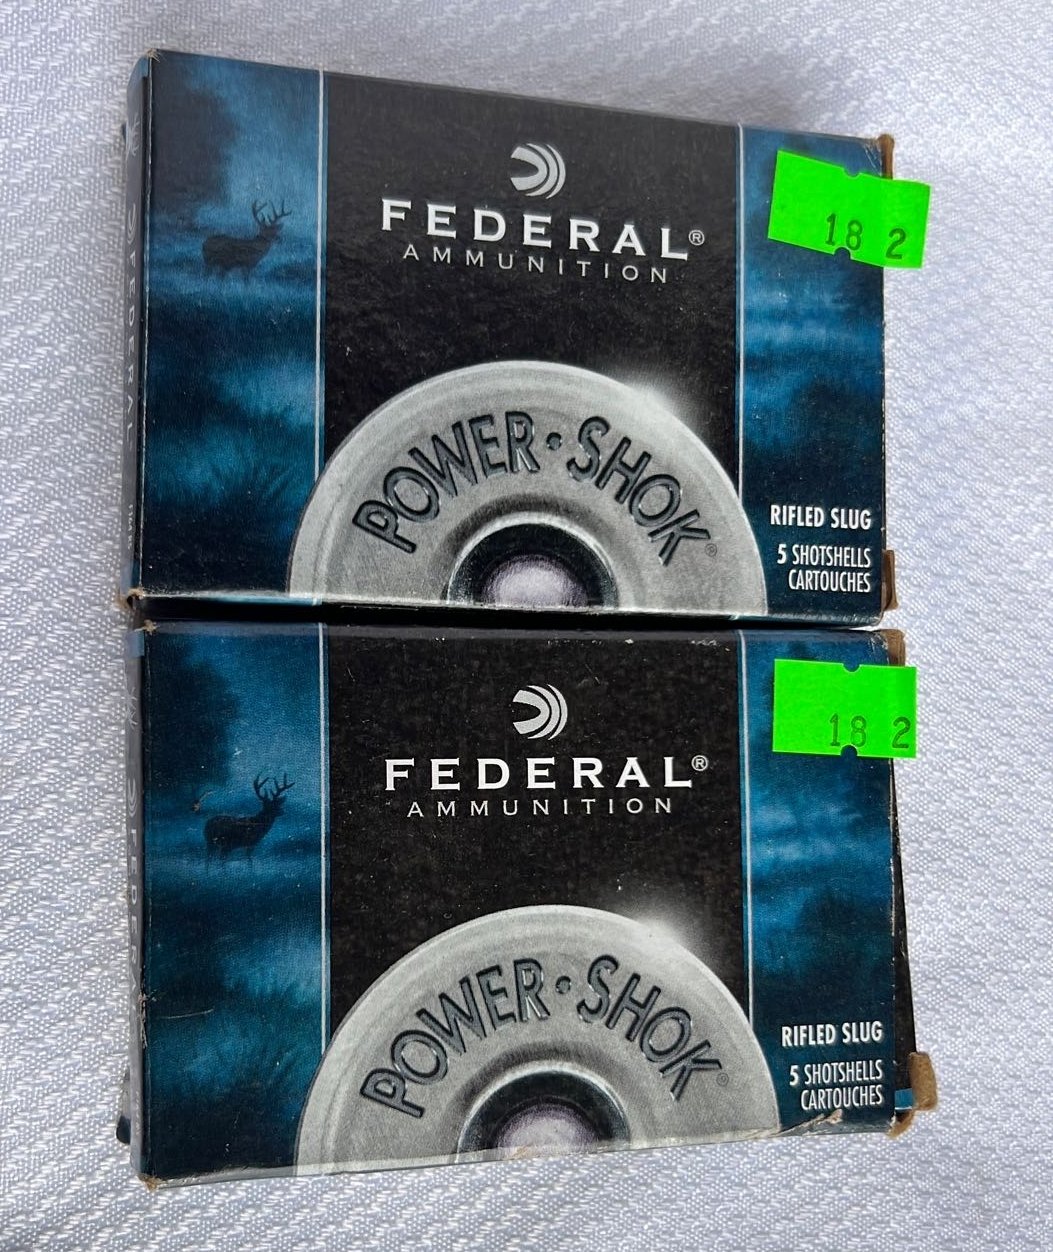 FEDERAL®
AMMUNITION
18 2
POWER·SHOK®
RIFLED SLUG
5 SHOTSHELLS
CARTOUCHES
FEDERAL
FEDERAL®
AMMUNITION
18 2
POWER·SHOK®
RIFLED SLUG
5 SHOTSHELLS
CARTOUCHES